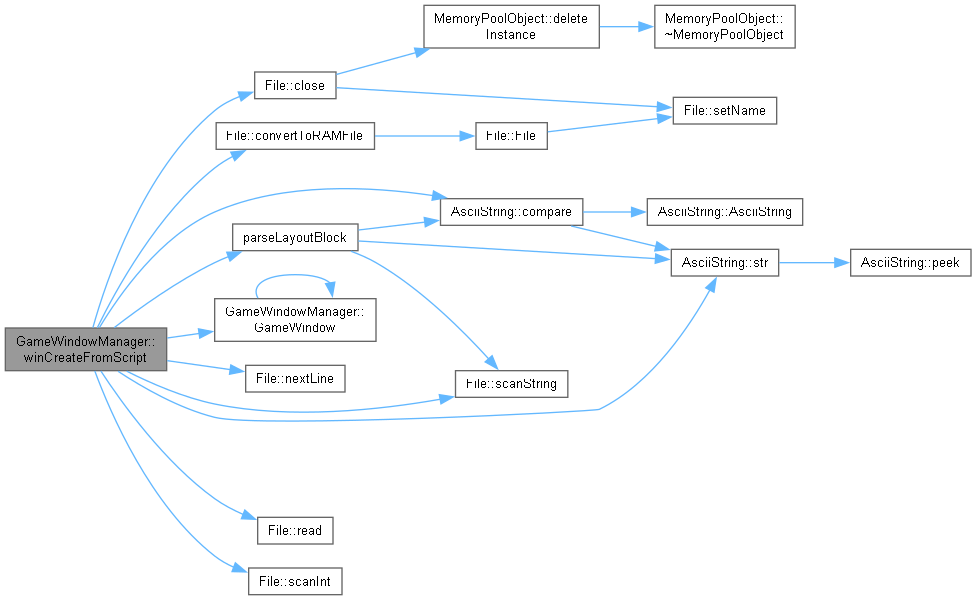 MemoryPoolObject::delete
Instance
MemoryPoolObject::
~MemoryPoolObject
File::close
File::setName
File::convertToRAMFile
File::File
AsciiString::compare
AsciiString::AsciiString
parseLayoutBlock
AsciiString::str
AsciiString::peek
GameWindowManager::
GameWindow
GameWindowManager::
winCreateFromScript
File::nextLine
File::scanString
File::read
File::scanInt